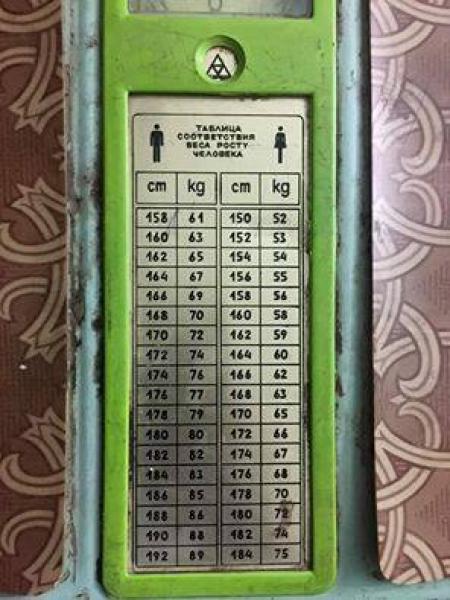 ТАБЛИЦА
СООТВЕТСТВИЯ
ВЕСА РОСТУ
ЧЕЛОВЕКА
cm kg cm kg
158 61 150 52
160 63 152 53
162 65 154 54
164 67 156 55
166 69 158 56
168 70 160 58
170 72 162 59
172 74 164 60
174 76 166 62
176 77 168 63
178 79 170 65
180 80 172 66
182 82 174 67
184 83 176 68
186 85 178 70
188 86 180 72
190 88 182 74
192 89 184 75